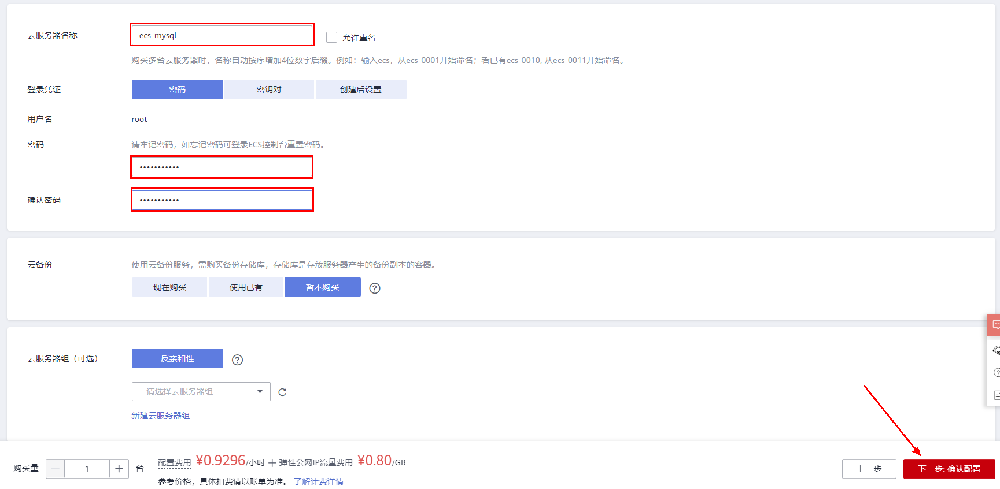 云服务器名称 ecs-mysql 允许重名
购买多台云服务器时，名称自动按序增加4位数字后缀。例如：输入ecs，从ecs-0001开始命名；若已有ecs-0010, 从ecs-0011开始命名。
登录凭证 密码 密钥对 创建后设置
用户名 root
密码 请牢记密码，如忘记密码可登录ECS控制台重置密码。
•••••••••••
确认密码 •••••••••••
云备份 使用云备份服务，需购买备份存储库，存储库是存放服务器产生的备份副本的容器。
现在购买 使用已有 暂不购买 ?
云服务器组（可选） 反亲和性 ?
--请选择云服务器组--
新建云服务器组
购买量 — 1 + 台 配置费用 ¥0.9296/小时 + 弹性公网IP流量费用 ¥0.80/GB
参考价格，具体扣费请以账单为准。 了解计费详情
上一步 下一步: 确认配置